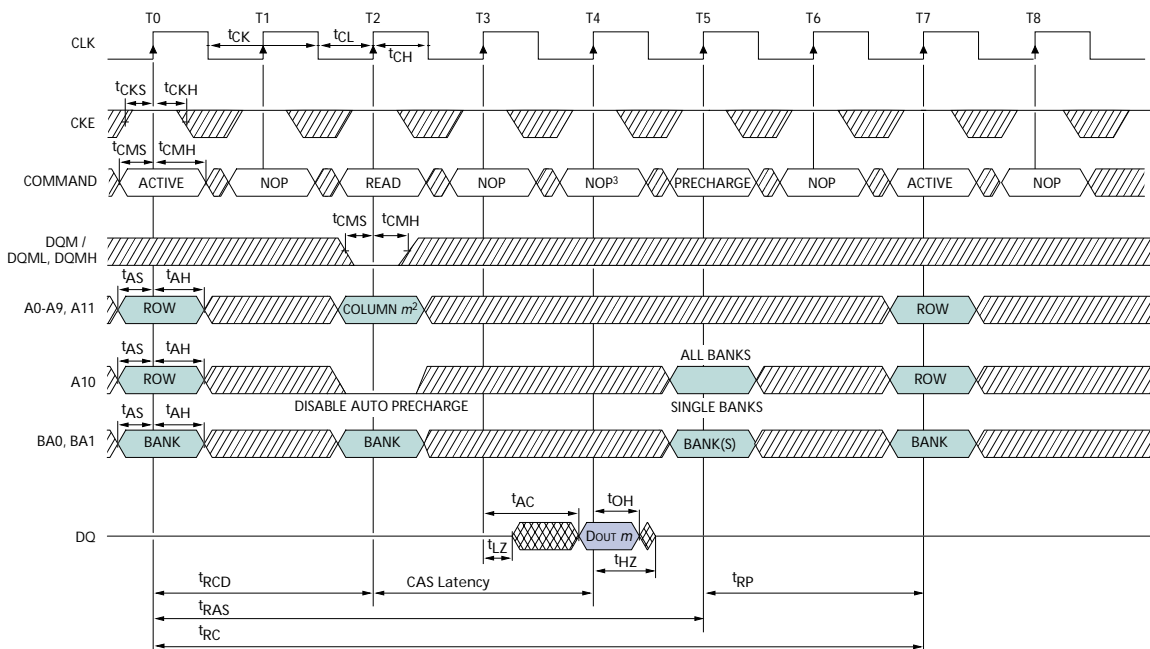 T0 T1 T2 T3 T4 T5 T6 T7 T8
CLK
tCK tCL
tCH
tCKS tCKH
CKE
tCMS tCMH
COMMAND ACTIVE NOP READ NOP NOP3 PRECHARGE NOP ACTIVE NOP
tCMS tCMH
DQM /
DQML, DQMH
tAS tAH
A0-A9, A11 ROW COLUMN m2 ROW
tAS tAH ALL BANKS
A10 ROW ROW
DISABLE AUTO PRECHARGE SINGLE BANKS
tAS tAH
BA0, BA1 BANK BANK BANK(S) BANK
tAC tOH
DQ DOUT m
tLZ tHZ
tRCD CAS Latency tRP
tRAS
tRC